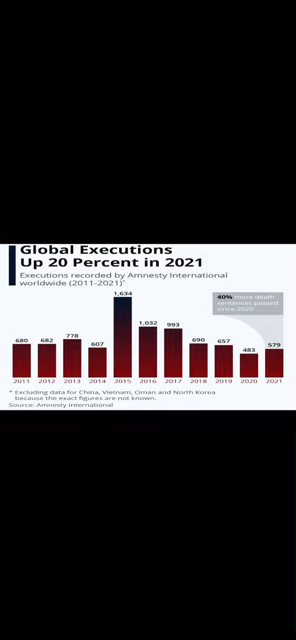 Global Executions
Up 20 Percent in 2021
Executions recorded by Amnesty International
worldwide (2011-2021)*
1,634
40% more death
sentences passed
since 2020
1,032
993
778
680
682
690
657
607
579
483
2011 2012 2013 2014 2015 2016 2017 2018 2019 2020 2021
* Excluding data for China, Vietnam, Oman and North Korea
because the exact figures are not known.
Source: Amnesty International